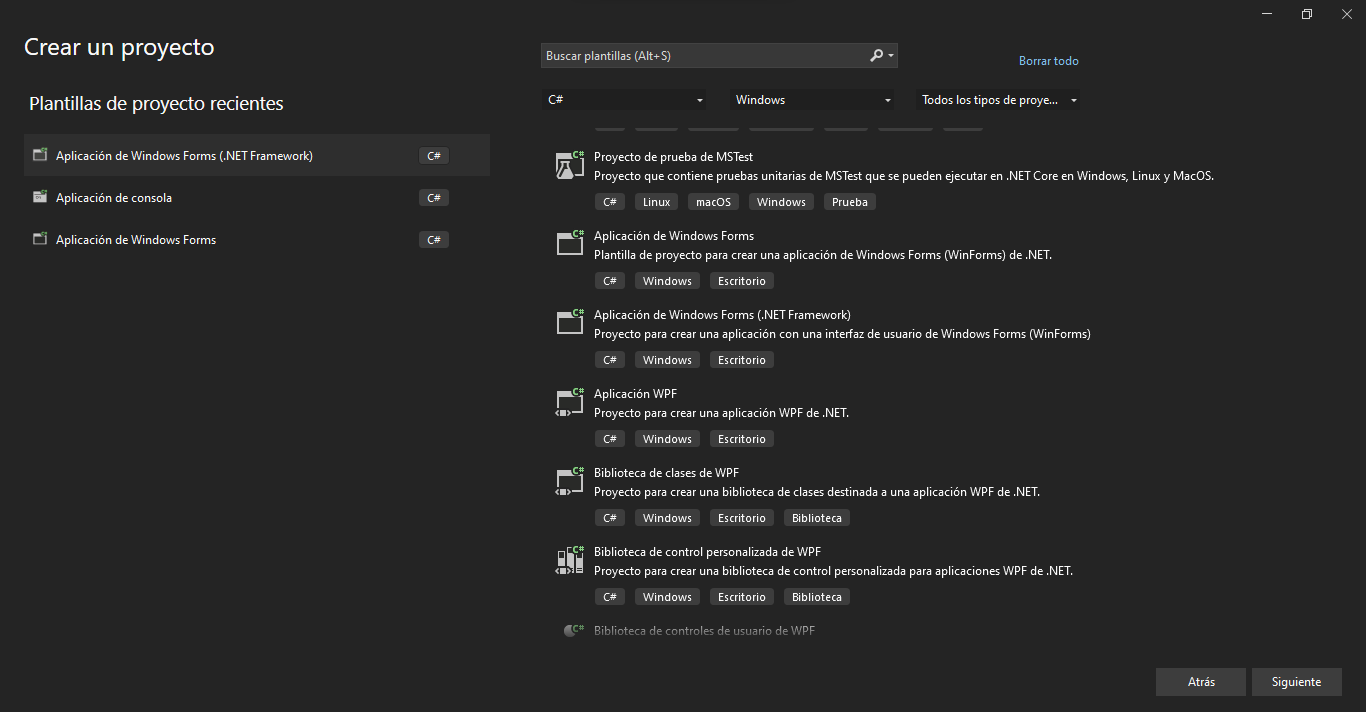 Crear un proyecto
Plantillas de proyecto recientes
Aplicación de Windows Forms (.NET Framework) C#
Aplicación de consola C#
Aplicación de Windows Forms C#
Buscar plantillas (Alt+S)
Borrar todo
C# Windows Todos los tipos de proye...
Proyecto de prueba de MSTest
Proyecto que contiene pruebas unitarias de MSTest que se pueden ejecutar en .NET Core en Windows, Linux y MacOS.
C# Linux macOS Windows Prueba
Aplicación de Windows Forms
Plantilla de proyecto para crear una aplicación de Windows Forms (WinForms) de .NET.
C# Windows Escritorio
Aplicación de Windows Forms (.NET Framework)
Proyecto para crear una aplicación con una interfaz de usuario de Windows Forms (WinForms)
C# Windows Escritorio
Aplicación WPF
Proyecto para crear una aplicación WPF de .NET.
C# Windows Escritorio
Biblioteca de clases de WPF
Proyecto para crear una biblioteca de clases destinada a una aplicación WPF de .NET.
C# Windows Escritorio Biblioteca
Biblioteca de control personalizada de WPF
Proyecto para crear una biblioteca de control personalizada para aplicaciones WPF de .NET.
C# Windows Escritorio Biblioteca
Biblioteca de controles de usuario de WPF
Atrás Siguiente